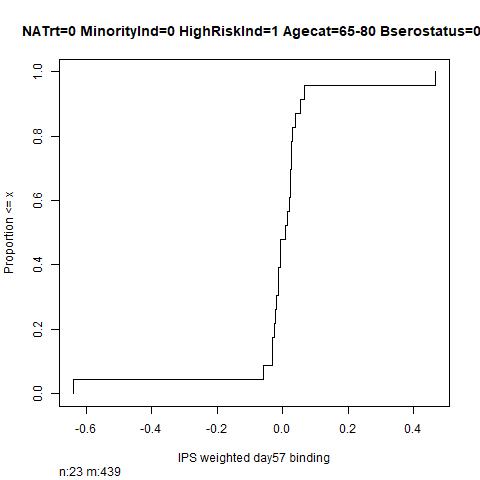 NATrt=0 MinorityInd=0 HighRiskInd=1 Agecat=65-80 Bserostatus=0
1.0
0.8
0.6
0.4
0.2
0.0
Proportion <= x
-0.6 -0.4 -0.2 0.0 0.2 0.4
IPS weighted day57 binding
n:23 m:439